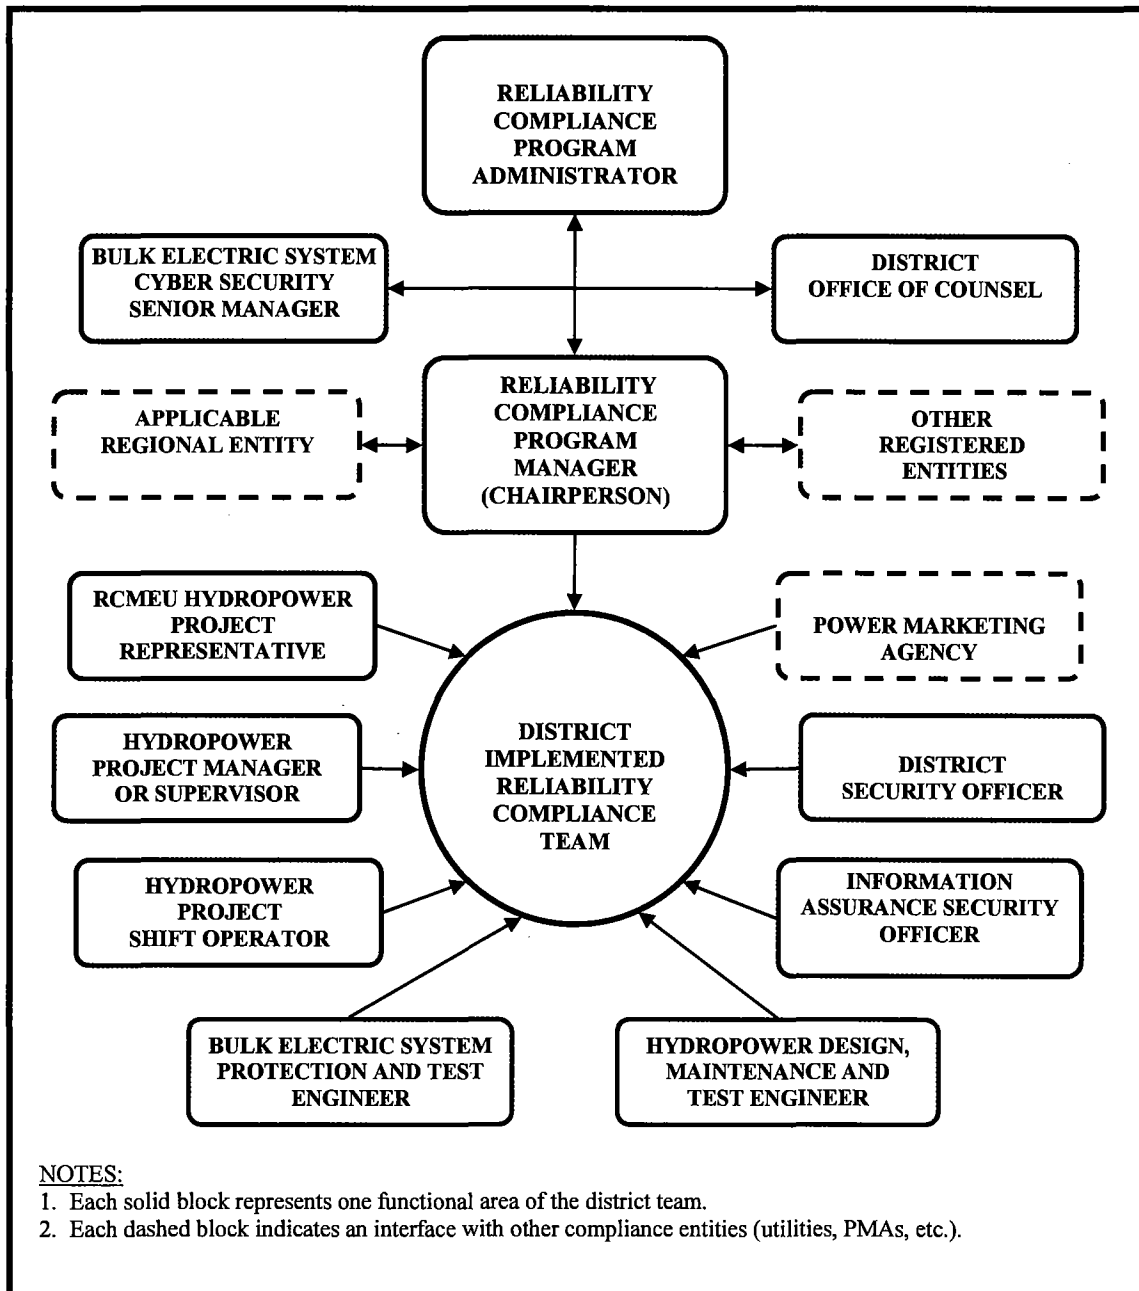 RELIABILITY
COMPLIANCE
PROGRAM
ADMINISTRATOR
BULK ELECTRIC SYSTEM
CYBER SECURITY
SENIOR MANAGER
DISTRICT
OFFICE OF COUNSEL
RELIABILITY
COMPLIANCE
PROGRAM
MANAGER
(CHAIRPERSON)
APPLICABLE
REGIONAL ENTITY
OTHER
REGISTERED
ENTITIES
RCMEU HYDROPOWER
PROJECT
REPRESENTATIVE
POWER MARKETING
AGENCY
HYDROPOWER
PROJECT MANAGER
OR SUPERVISOR
DISTRICT
IMPLEMENTED
RELIABILITY
COMPLIANCE
TEAM
DISTRICT
SECURITY OFFICER
HYDROPOWER
PROJECT
SHIFT OPERATOR
INFORMATION
ASSURANCE SECURITY
OFFICER
BULK ELECTRIC SYSTEM
PROTECTION AND TEST
ENGINEER
HYDROPOWER DESIGN,
MAINTENANCE AND
TEST ENGINEER
NOTES:
1. Each solid block represents one functional area of the district team.
2. Each dashed block indicates an interface with other compliance entities (utilities, PMAs, etc.).